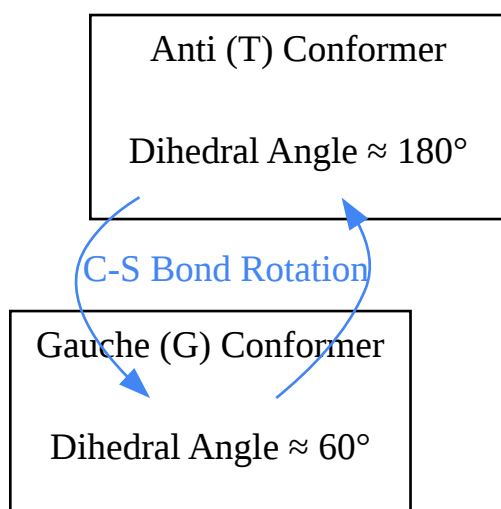 Anti (T) Conformer
Dihedral Angle ≈ 180°
C-S Bond Rotation
Gauche (G) Conformer
Dihedral Angle ≈ 60°